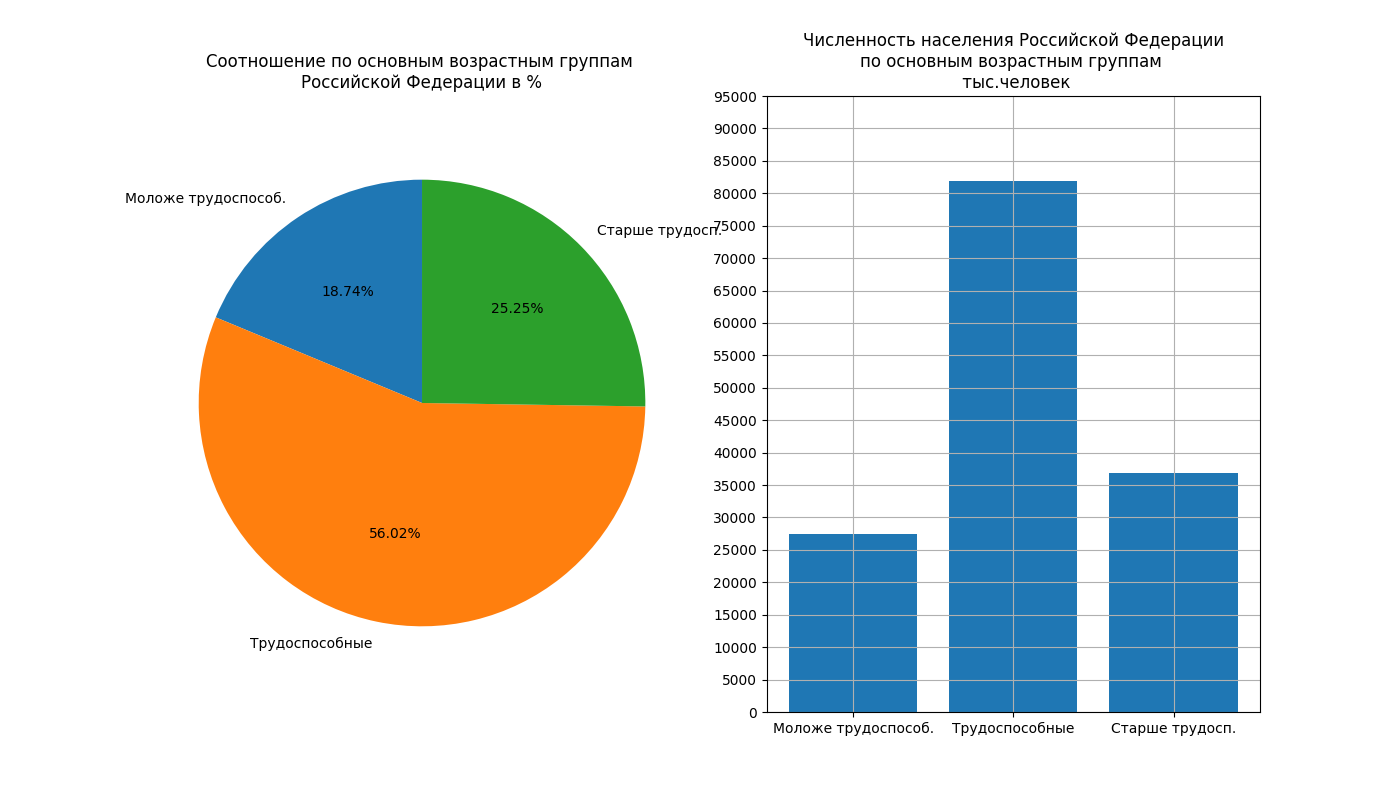 Соотношение по основным возрастным группам
Российской Федерации в %
Моложе трудоспособ.
Старше трудосп.
18.74%
25.25%
56.02%
Трудоспособные
Численность населения Российской Федерации
по основным возрастным группам
тыс.человек
95000
90000
85000
80000
75000
70000
65000
60000
55000
50000
45000
40000
35000
30000
25000
20000
15000
10000
5000
0
Моложе трудоспособ. Трудоспособные Старше трудосп.